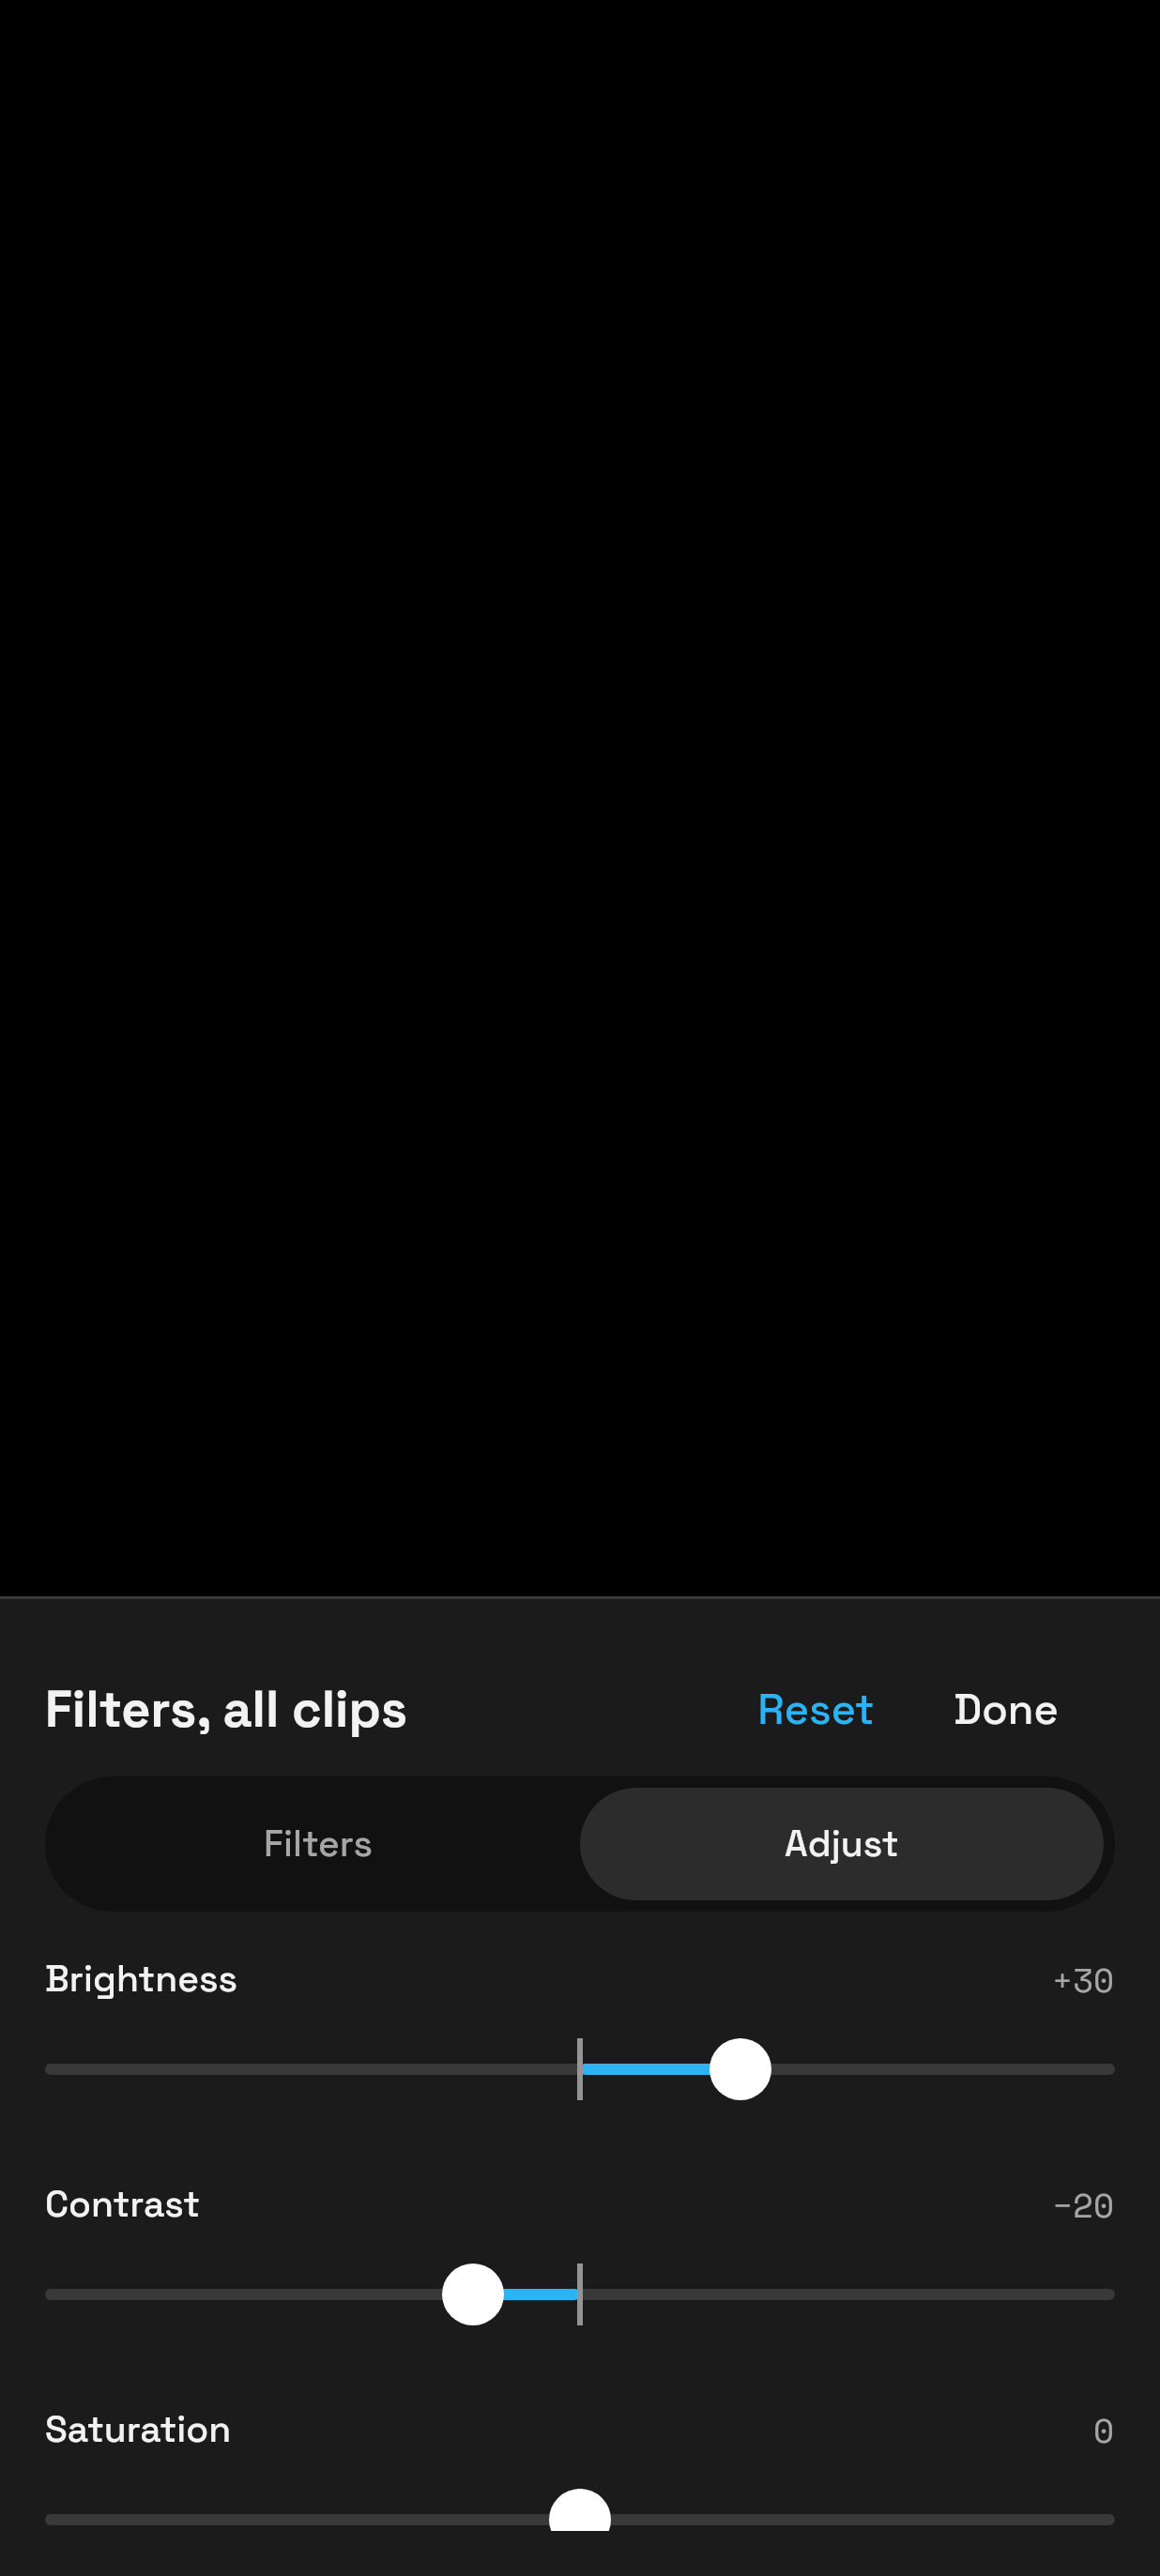 Filters, all clips
Reset
Done
Filters
Adjust
Brightness
+30
Contrast
−20
Saturation
0